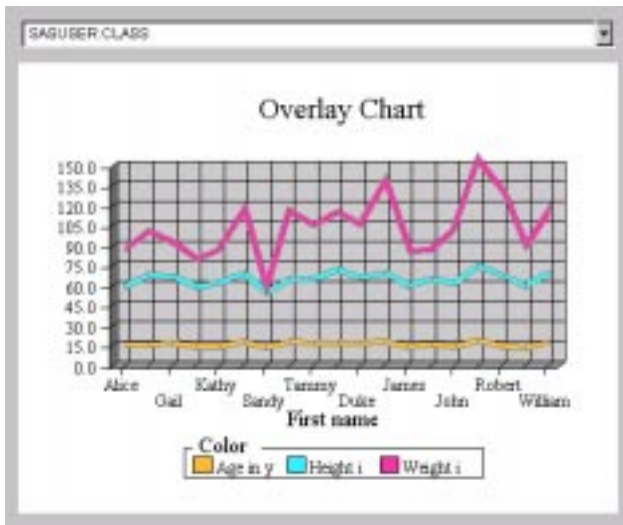 SASUSER.CLASS
Overlay Chart
150.0
135.0
120.0
105.0
90.0
75.0
60.0
45.0
30.0
15.0
0.0
Alice Gail Kathy Sandy Tammy Duke James John Robert William
First name
Color
Age in y Height i Weight i